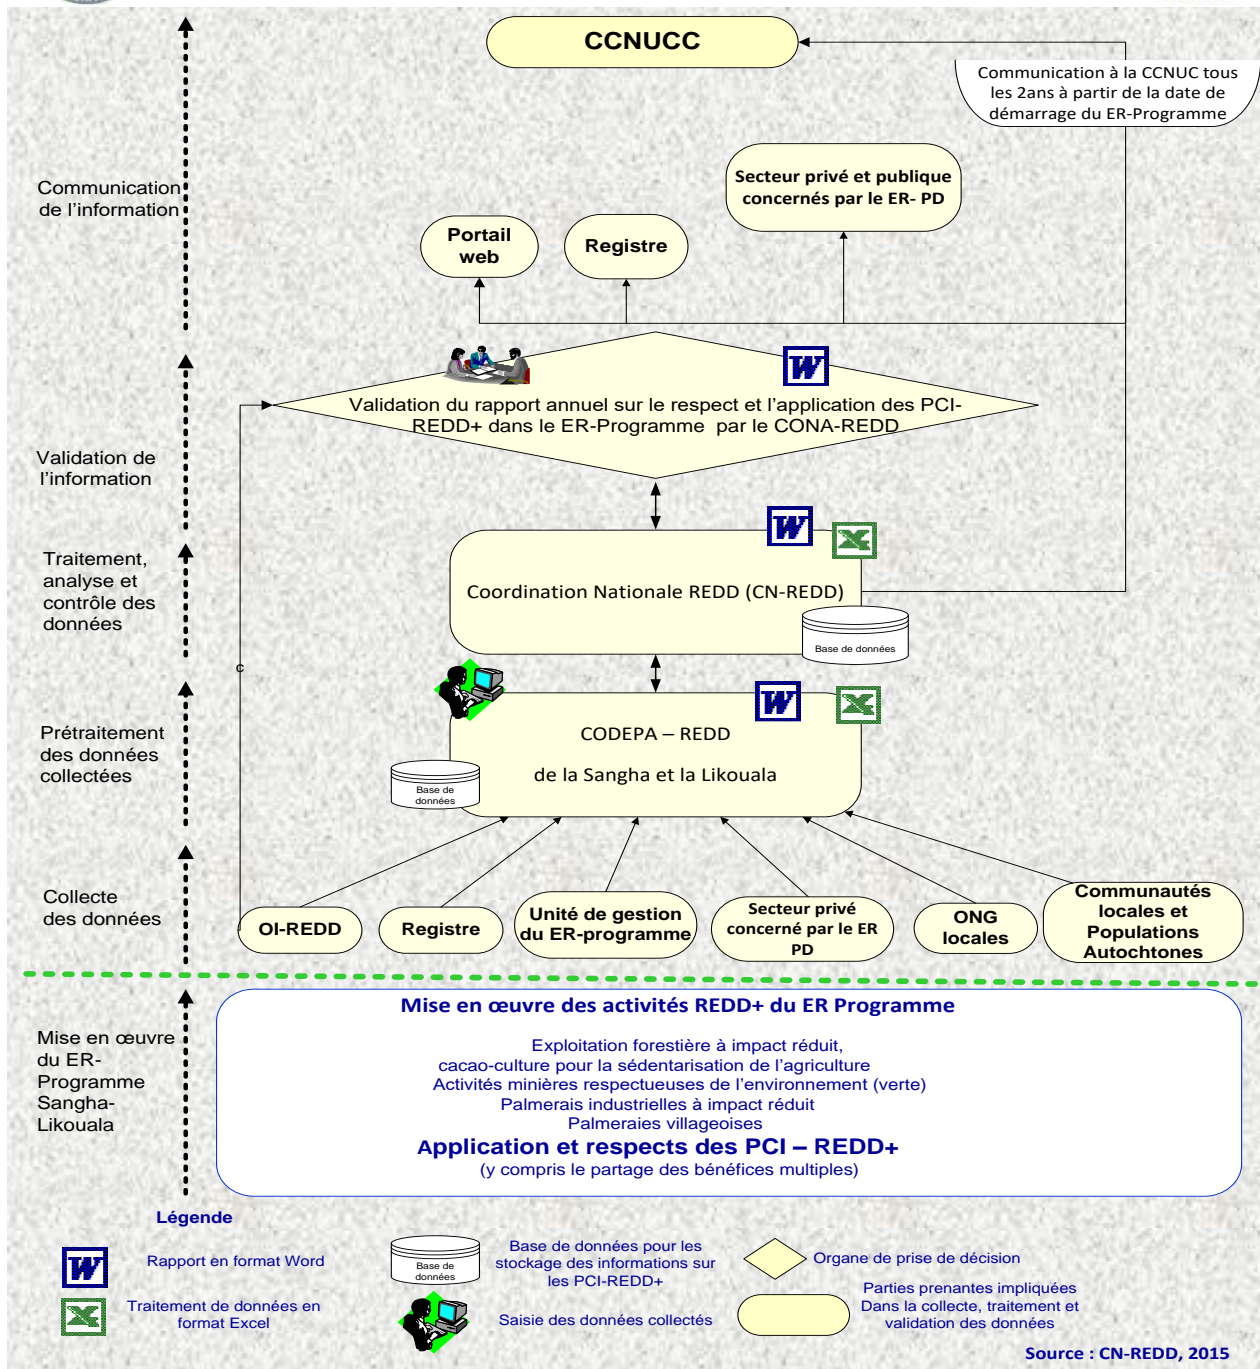 CCNUCC
Communication à la CCNUC tous
les 2ans à partir de la date de
démarrage du ER-Programme
Communication
de l'information
Secteur privé et publique
concernés par le ER- PD
Portail
web
Registre
Validation du rapport annuel sur le respect et l'application des PCI-
REDD+ dans le ER-Programme  par le CONA-REDD
Validation de
l'information
Traitement,
analyse et
contrôle des
données
Coordination Nationale REDD (CN-REDD)
Base de données
c
Prétraitement
des données
collectées
CODEPA – REDD
de la Sangha et la Likouala
Base de
données
Collecte
des données
OI-REDD
Registre
Unité de gestion
du ER-programme
Secteur privé
concerné par le ER
PD
ONG
locales
Communautés
locales et
Populations
Autochtones
Mise en œuvre
du ER-
Programme
Sangha-
Likouala
Mise en œuvre des activités REDD+ du ER Programme
Exploitation forestière à impact réduit,
cacao-culture pour la sédentarisation de l'agriculture
Activités minières respectueuses de l'environnement (verte)
Palmerais industrielles à impact réduit
Palmeraies villageoises
Application et respects des PCI – REDD+
(y compris le partage des bénéfices multiples)
Légende
Rapport en format Word
Traitement de données en
format Excel
Base de
données
Base de données pour les
stockage des informations sur
les PCI-REDD+
Saisie des données collectés
Organe de prise de décision
Parties prenantes impliquées
Dans la collecte, traitement et
validation des données
Source : CN-REDD, 2015